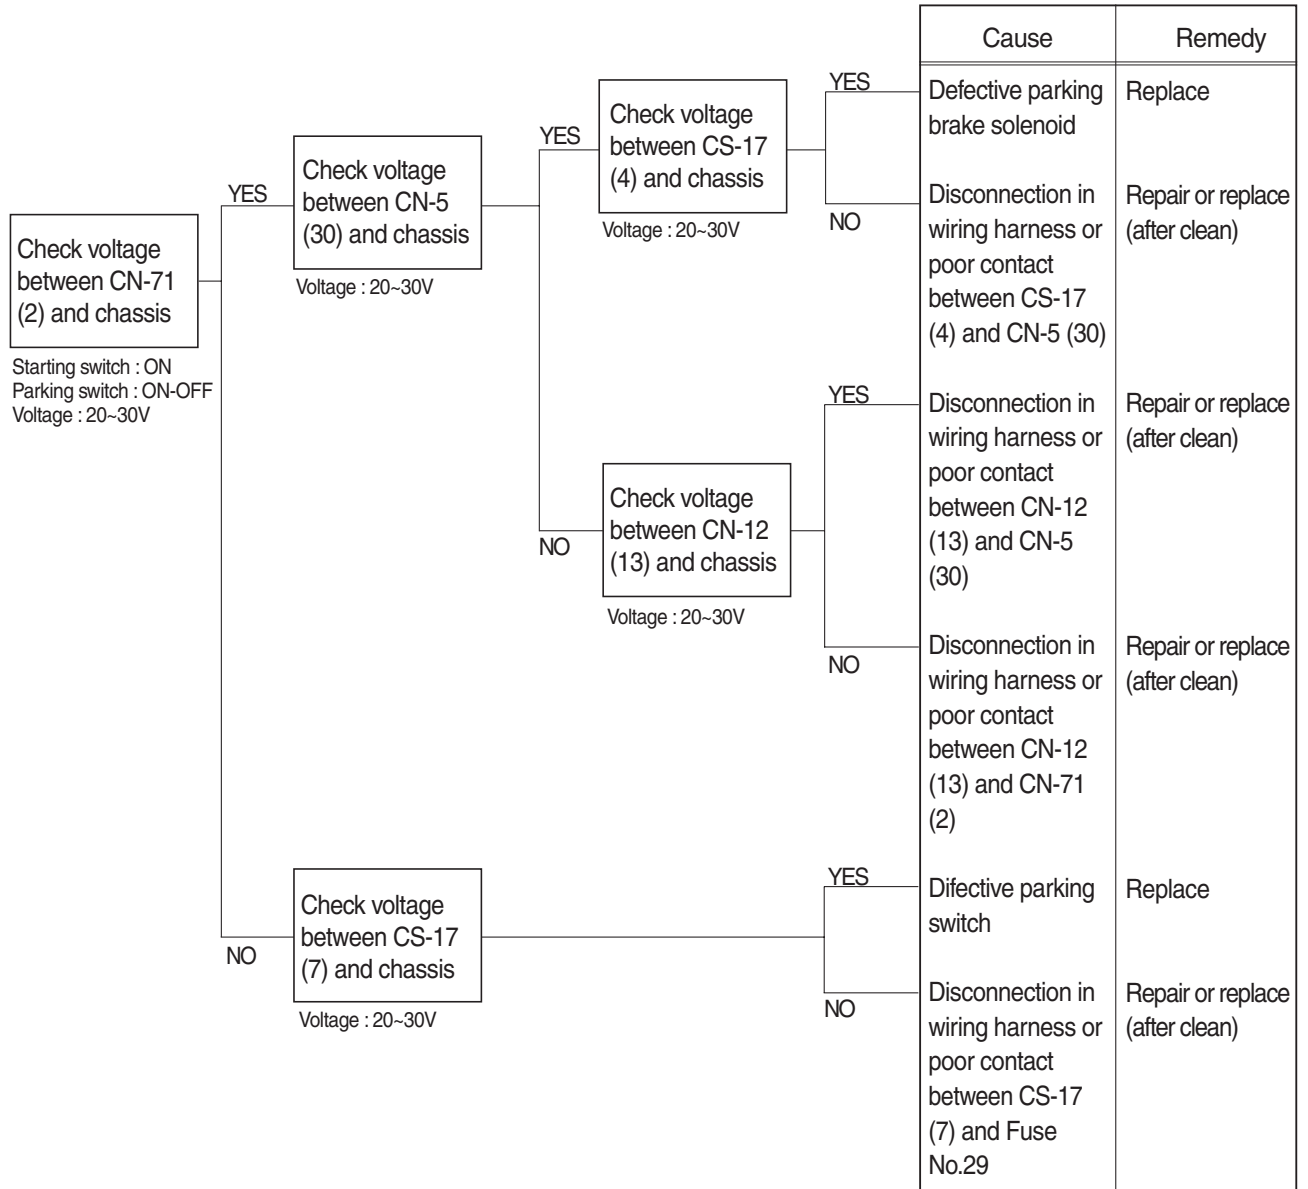 Cause
Remedy
Check voltage
between CN-71
(2) and chassis
Starting switch : ON
Parking switch : ON-OFF
Voltage : 20~30V
YES
Check voltage
between CN-5
(30) and chassis
Voltage : 20~30V
YES
Check voltage
between CS-17
(4) and chassis
Voltage : 20~30V
YES
Defective parking
brake solenoid
Replace
NO
Disconnection in
wiring harness or
poor contact
between CS-17
(4) and CN-5 (30)
Repair or replace
(after clean)
NO
Check voltage
between CN-12
(13) and chassis
Voltage : 20~30V
YES
Disconnection in
wiring harness or
poor contact
between CN-12
(13) and CN-5
(30)
Repair or replace
(after clean)
NO
Disconnection in
wiring harness or
poor contact
between CN-12
(13) and CN-71
(2)
Repair or replace
(after clean)
NO
Check voltage
between CS-17
(7) and chassis
Voltage : 20~30V
YES
Difective parking
switch
Replace
NO
Disconnection in
wiring harness or
poor contact
between CS-17
(7) and Fuse
No.29
Repair or replace
(after clean)